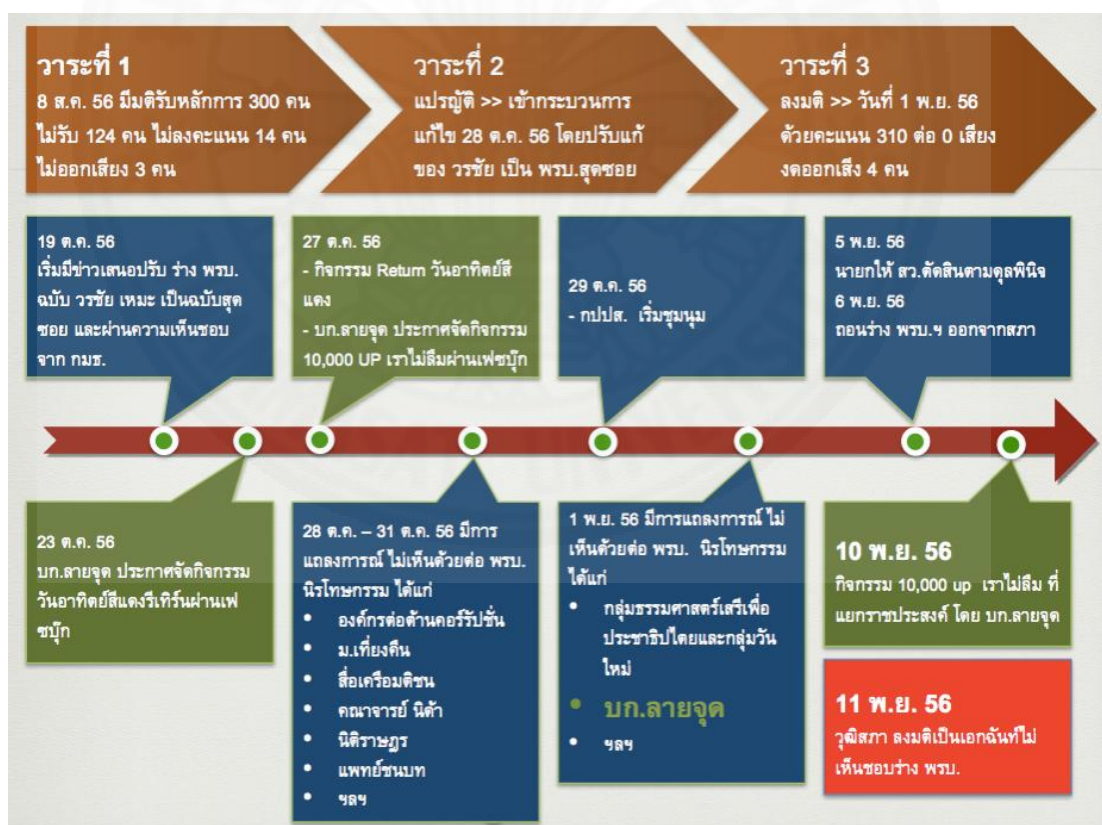 วาระที่ 1
8 ส.ค. 56 มีมติรับหลักการ 300 คน
ไม่รับ 124 คน ไม่ลงคะแนน 14 คน
ไม่ออกเสียง 3 คน
วาระที่ 2
แปรญัติ >> เข้ากระบวนการ
แก้ไข 28 ต.ค. 56 โดยปรับแก้
ของ วรชัย เป็น พรบ.สุดซอย
วาระที่ 3
ลงมติ >> วันที่ 1 พ.ย. 56
ด้วยคะแนน 310 ต่อ 0 เสียง
งดออกเสีง 4 คน
19 ต.ค. 56
เริ่มมีข่าวเสนอปรับ ร่าง พรบ.
ฉบับ วรชัย เหมะ เป็นฉบับสุด
ซอย และผ่านความเห็นชอบ
จาก กมธ.
27 ต.ค. 56
- กิจกรรม Return วันอาทิตย์สี
แดง
- บก.ลายจุด ประกาศจัดกิจกรรม
10,000 UP เราไม่ลืมผ่านเฟซบุ๊ก
29 ต.ค. 56
- กปปส. เริ่มชุมนุม
5 พ.ย. 56
นายกให้ สว.ตัดสินตามดุลพินิจ
6 พ.ย. 56
ถอนร่าง พรบ.ฯ ออกจากสภา
23 ต.ค. 56
บก.ลายจุด ประกาศจัดกิจกรรม
วันอาทิตย์สีแดงรีเทิร์นผ่านเฟ
ซบุ๊ก
28 ต.ค. – 31 ต.ค. 56 มีการ
แถลงการณ์ ไม่เห็นด้วยต่อ พรบ.
นิรโทษกรรม ได้แก่
• องค์กรต่อต้านคอร์รัปชั่น
• ม.เที่ยงคืน
• สื่อเครือมติชน
• คณาจารย์ นิด้า
• นิติราษฎร
• แพทย์ชนบท
• ฯลฯ
1 พ.ย. 56 มีการแถลงการณ์ ไม่
เห็นด้วยต่อ พรบ. นิรโทษกรรม
ได้แก่
• กลุ่มธรรมศาสตร์เสรีเพื่อ
ประชาธิปไตยและกลุ่มวัน
ใหม่
• บก.ลายจุด
• ฯลฯ
10 พ.ย. 56
กิจกรรม 10,000 up เราไม่ลืม ที่
แยกราชประสงค์ โดย บก.ลายจุด
11 พ.ย. 56
วุฒิสภา ลงมติเป็นเอกฉันท์ไม่
เห็นชอบร่าง พรบ.